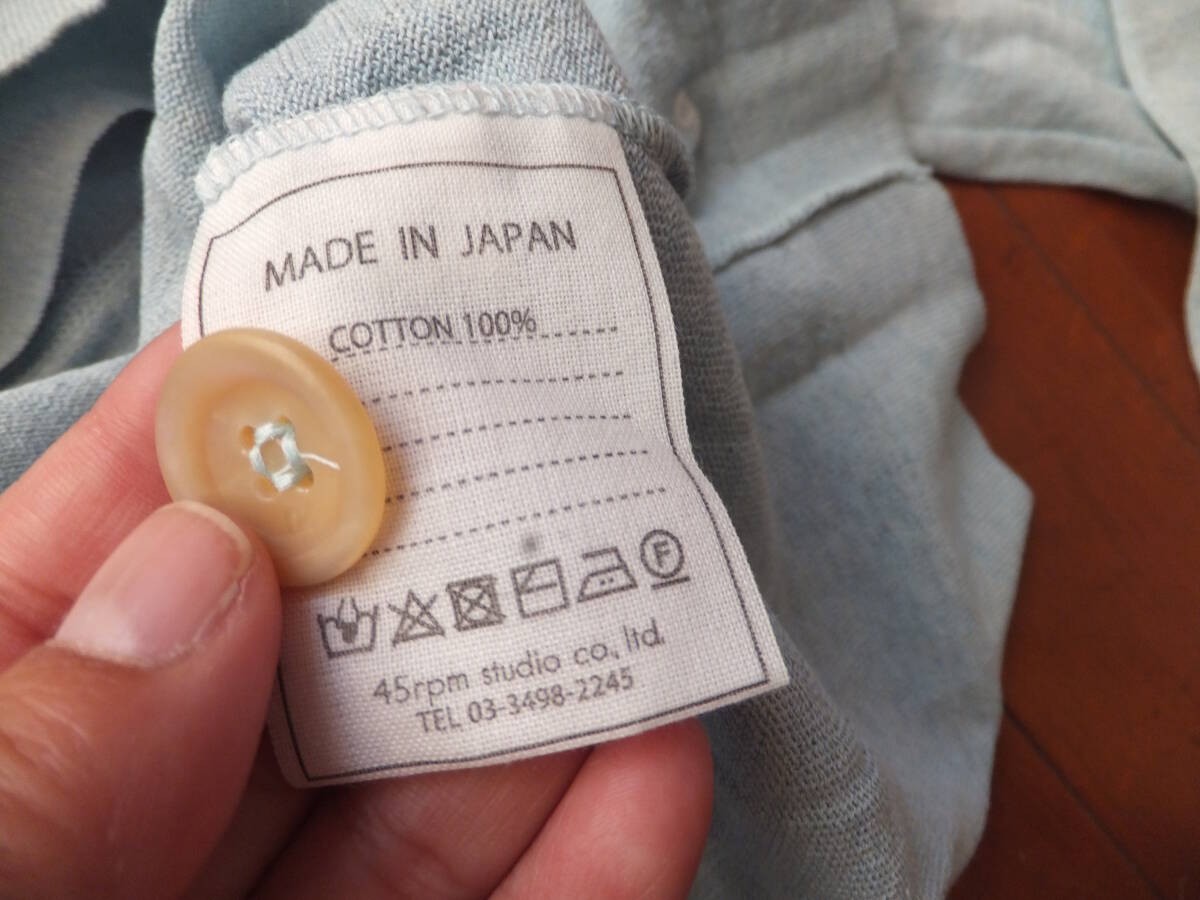 MADE IN JAPAN
COTTON 100%
F
45rpm studio co., ltd.
TEL 03-3498-2245